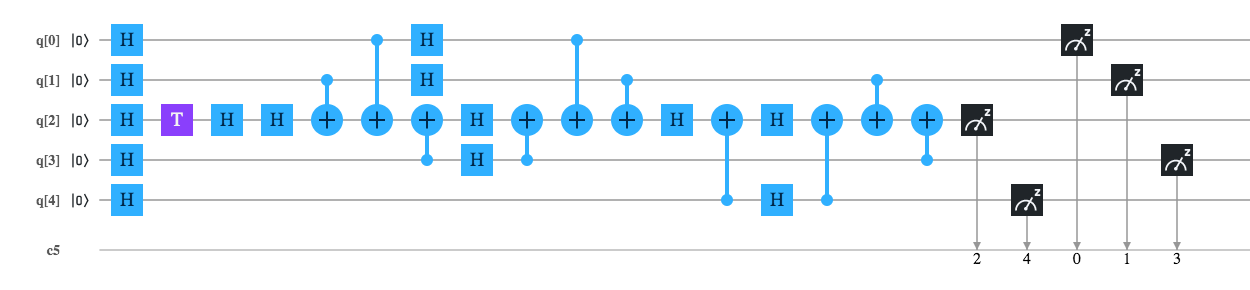 q[0] |0⟩ H H z
q[1] |0⟩ H H z
q[2] |0⟩ H T H H + + + H + + + H + H + + + z
q[3] |0⟩ H H z
q[4] |0⟩ H H z
c5
2 4 0 1 3